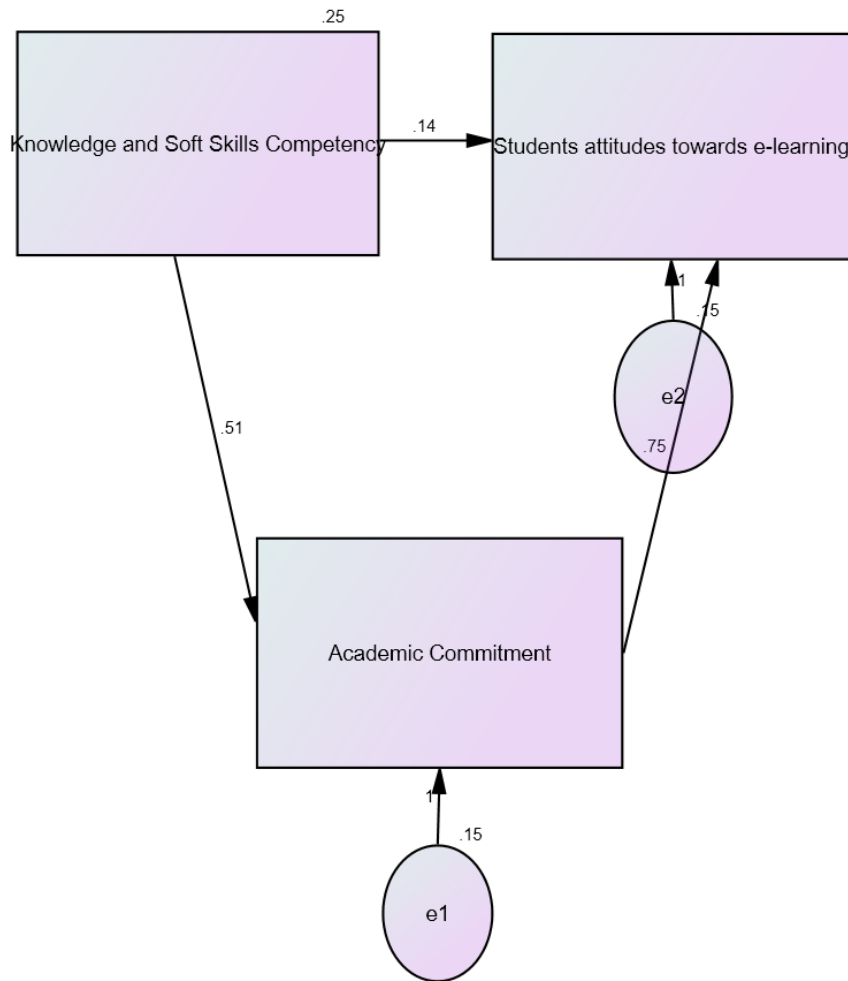 .25
Knowledge and Soft Skills Competency
.14
Students attitudes towards e-learning
1
.15
e2
.51
.75
Academic Commitment
1
.15
e1